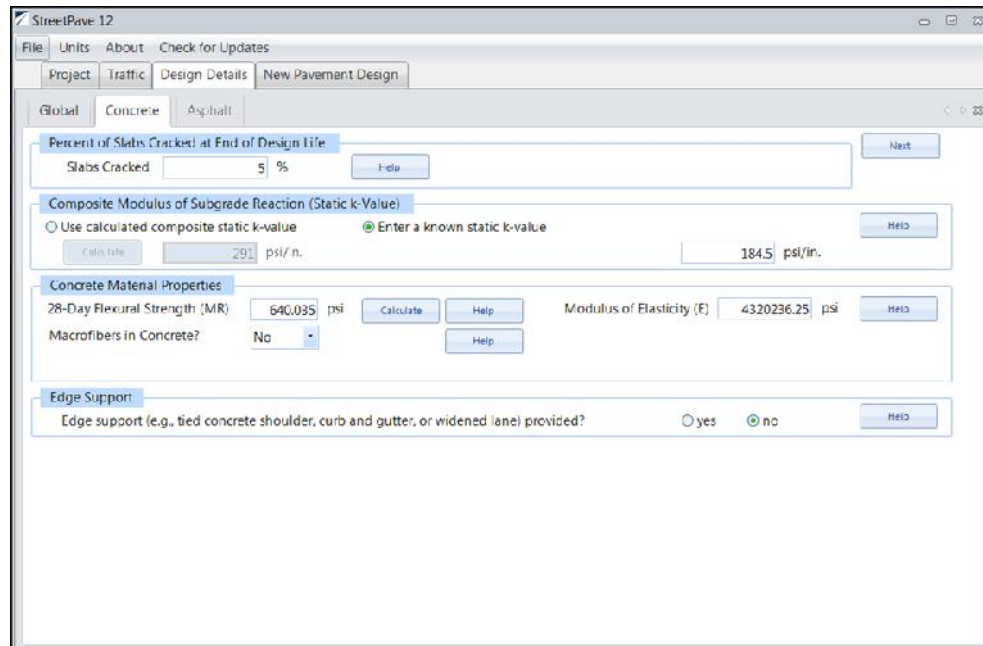 StreetPave 12
File Units About Check for Updates
Project Traffic Design Details New Pavement Design
Global Concrete Asphalt
Percent of Slabs Cracked at End of Design Life
Next
Slabs Cracked 5 % Help
Composite Modulus of Subgrade Reaction (Static k-Value)
Use calculated composite static k-value Enter a known static k-value Help
Calculate 291 psi/in. 184.5 psi/in.
Concrete Material Properties
28-Day Flexural Strength (MR) 640.035 psi Calculate Help Modulus of Elasticity (E) 4320236.25 psi Help
Macrofibers in Concrete? No Help
Edge Support
Edge support (e.g., tied concrete shoulder, curb and gutter, or widened lane) provided? yes no Help